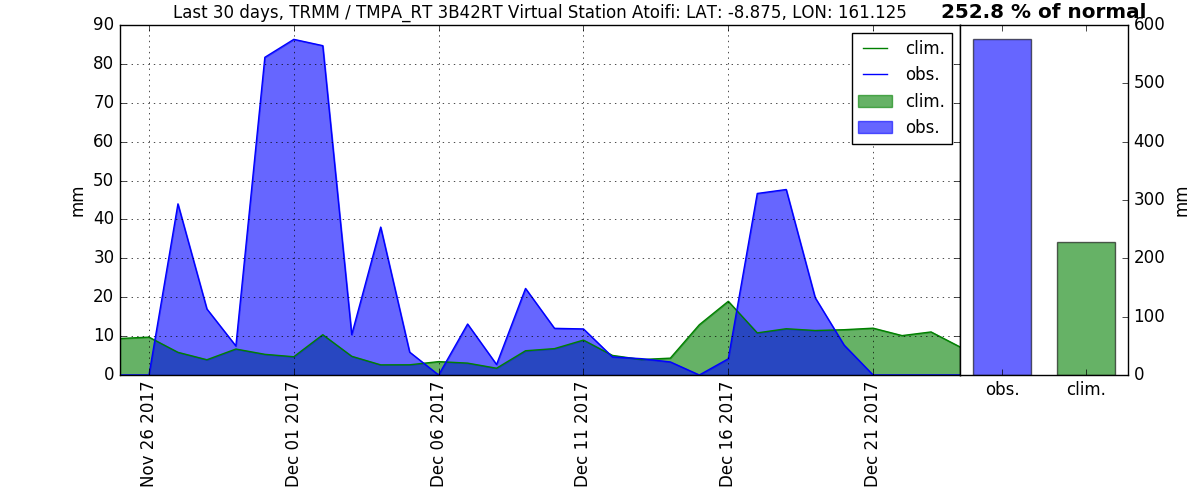 Last 30 days, TRMM / TMPA_RT 3B42RT Virtual Station Atoifi: LAT: -8.875, LON: 161.125
252.8 % of normal
90
80
70
60
50
40
30
20
10
0
mm
clim.
obs.
clim.
obs.
600
500
400
300
200
100
0
mm
Nov 26 2017
Dec 01 2017
Dec 06 2017
Dec 11 2017
Dec 16 2017
Dec 21 2017
obs.
clim.